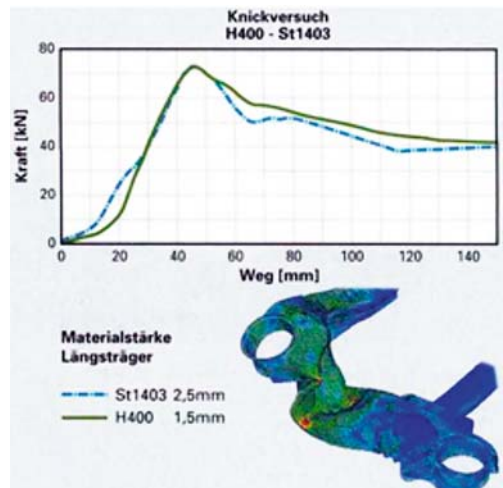 Knickversuch
H400 - St1403
Kraft [kN]
80
60
40
20
0
0 20 40 60 80 100 120 140
Weg [mm]
Materialstärke
Längsträger
St1403 2,5mm
H400 1,5mm